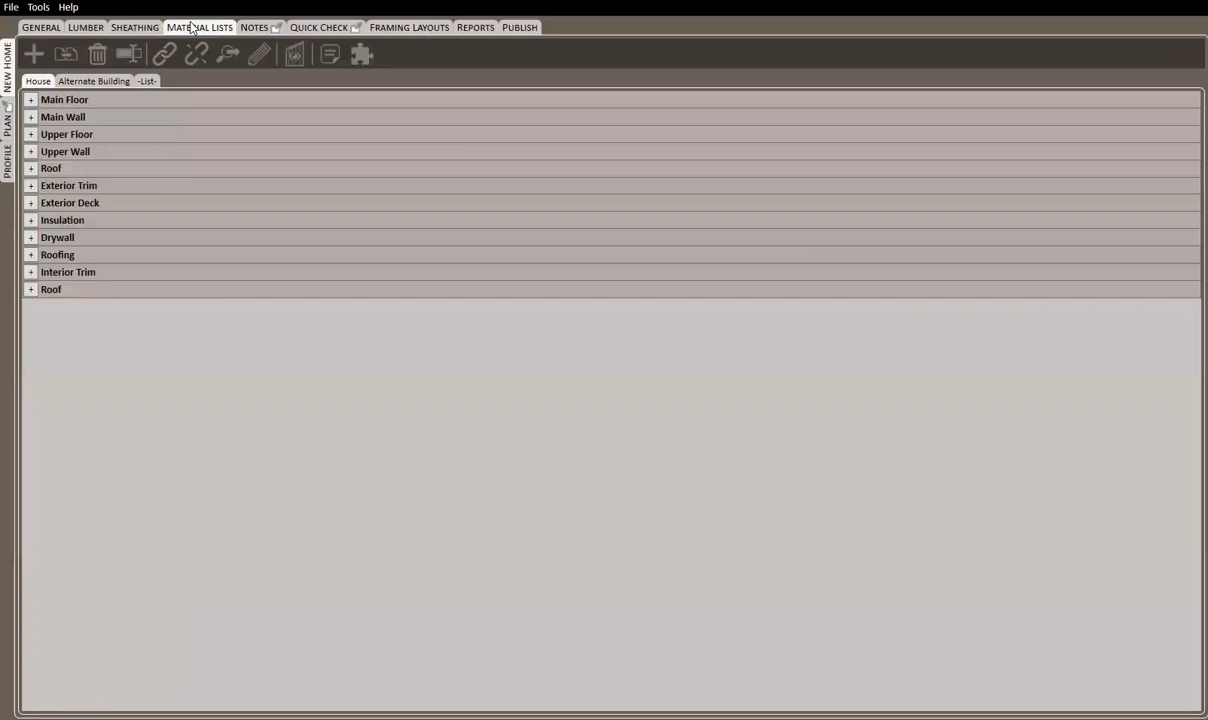 File Tools Help
GENERAL LUMBER SHEATHING MATERIAL LISTS NOTES QUICK CHECK FRAMING LAYOUTS REPORTS PUBLISH
NEW HOME
PLAN
PROFILE
House Alternate Building -List-
+ Main Floor
+ Main Wall
+ Upper Floor
+ Upper Wall
+ Roof
+ Exterior Trim
+ Exterior Deck
+ Insulation
+ Drywall
+ Roofing
+ Interior Trim
+ Roof